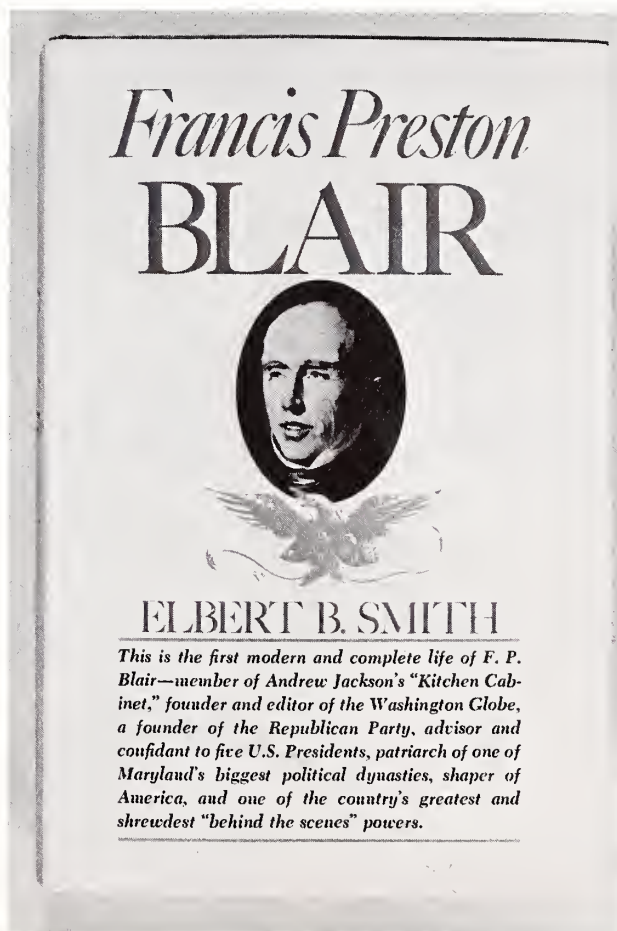 Francis Preston
BLAIR
ELBERT B. SMITH
This is the first modern and complete life of F. P.
Blair—member of Andrew Jackson's "Kitchen Cab-
inet," founder and editor of the Washington Globe,
a founder of the Republican Party, advisor and
confidant to five U.S. Presidents, patriarch of one of
Maryland's biggest political dynasties, shaper of
America, and one of the country's greatest and
shrewdest "behind the scenes" powers.